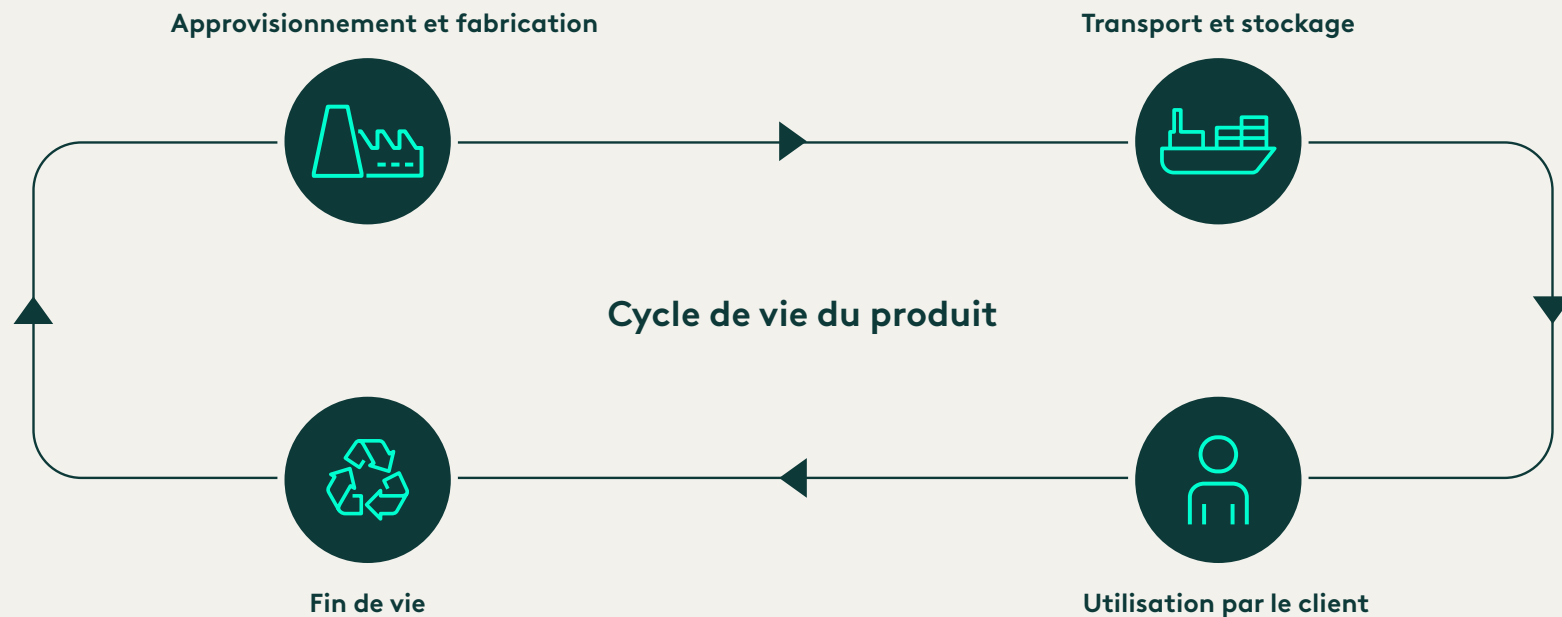 Approvisionnement et fabrication
Transport et stockage
Cycle de vie du produit
Fin de vie
Utilisation par le client